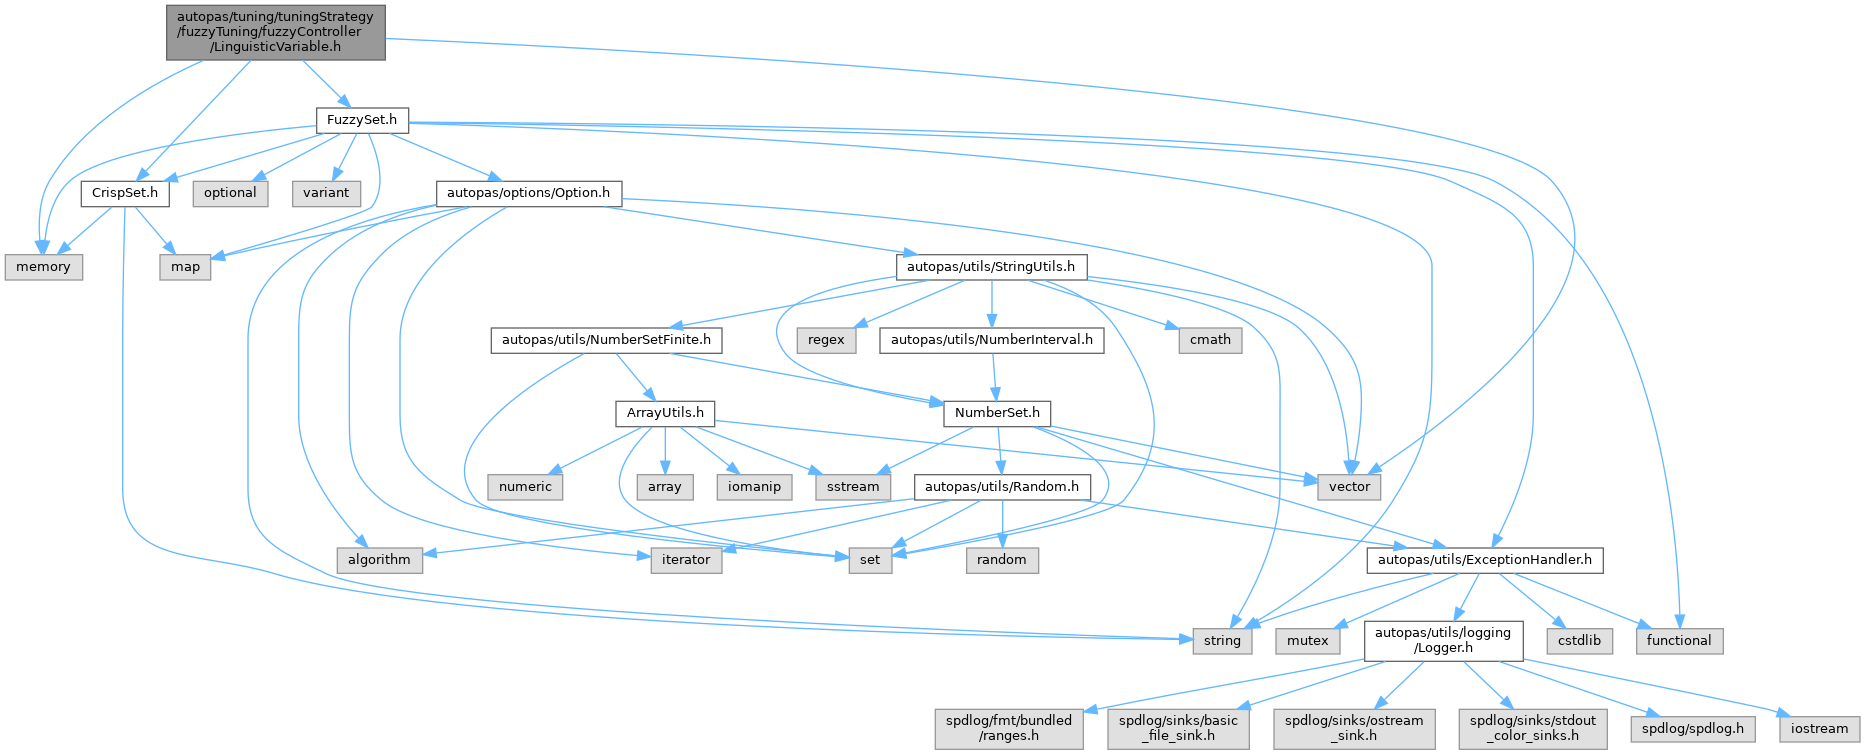 autopas/tuning/tuningStrategy
/fuzzyTuning/fuzzyController
/LinguisticVariable.h
FuzzySet.h
CrispSet.h
optional
variant
autopas/options/Option.h
memory
map
autopas/utils/StringUtils.h
autopas/utils/NumberSetFinite.h
regex
autopas/utils/NumberInterval.h
cmath
ArrayUtils.h
NumberSet.h
numeric
array
iomanip
sstream
autopas/utils/Random.h
vector
algorithm
iterator
set
random
autopas/utils/ExceptionHandler.h
string
mutex
autopas/utils/logging
/Logger.h
cstdlib
functional
spdlog/fmt/bundled
/ranges.h
spdlog/sinks/basic
_file_sink.h
spdlog/sinks/ostream
_sink.h
spdlog/sinks/stdout
_color_sinks.h
spdlog/spdlog.h
iostream